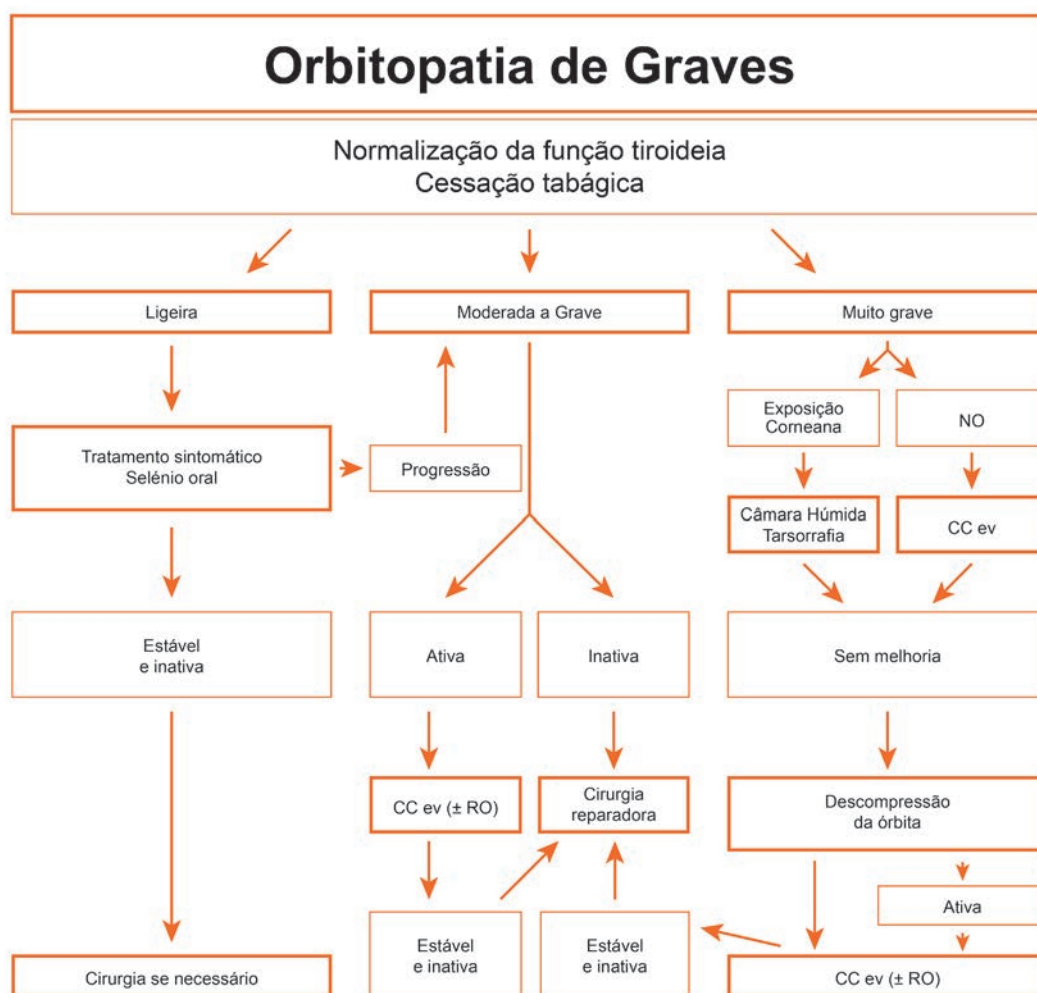 Orbitopatia de Graves
Normalização da função tiroideia
Cessação tabágica
Ligeira
Moderada a Grave
Muito grave
Exposição
Corneana
NO
Tratamento sintomático
Selénio oral
Progressão
Câmara Húmida
Tarsorrafia
CC ev
Estável
e inativa
Ativa
Inativa
Sem melhoria
CC ev (± RO)
Cirurgia
reparadora
Descompressão
da órbita
Ativa
Estável
e inativa
Estável
e inativa
Cirurgia se necessário
CC ev (± RO)